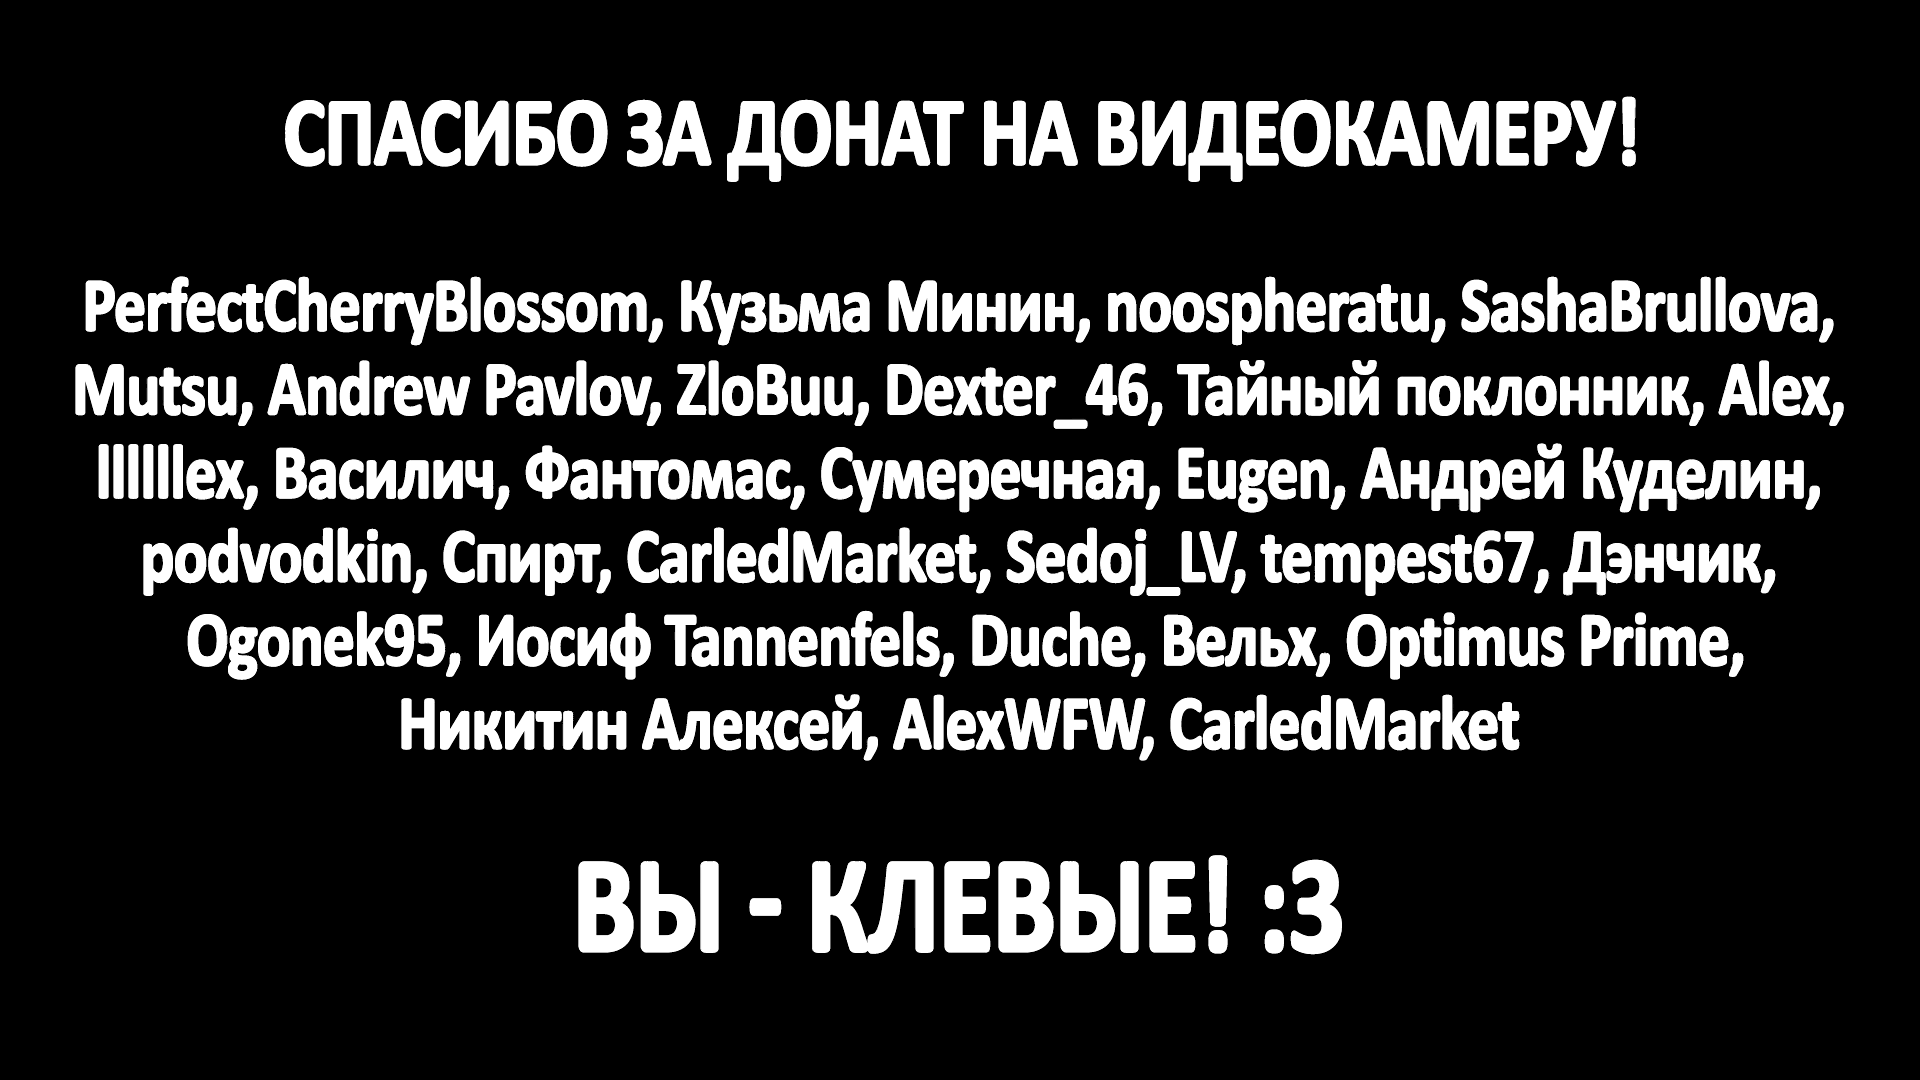 СПАСИБО ЗА ДОНАТ НА ВИДЕОКАМЕРУ!
PerfectCherryBlossom, Кузьма Минин, noospheratu, SashaBrullova,
Mutsu, Andrew Pavlov, ZloBuu, Dexter_46, Тайный поклонник, Alex,
lllllllex, Василич, Фантомас, Сумеречная, Eugen, Андрей Куделин,
podvodkin, Спирт, CarledMarket, Sedoj_LV, tempest67, Дэнчик,
Ogonek95, Иосиф Tannenfels, Duche, Вельх, Optimus Prime,
Никитин Алексей, AlexWFW, CarledMarket
ВЫ - КЛЕВЫЕ! :3